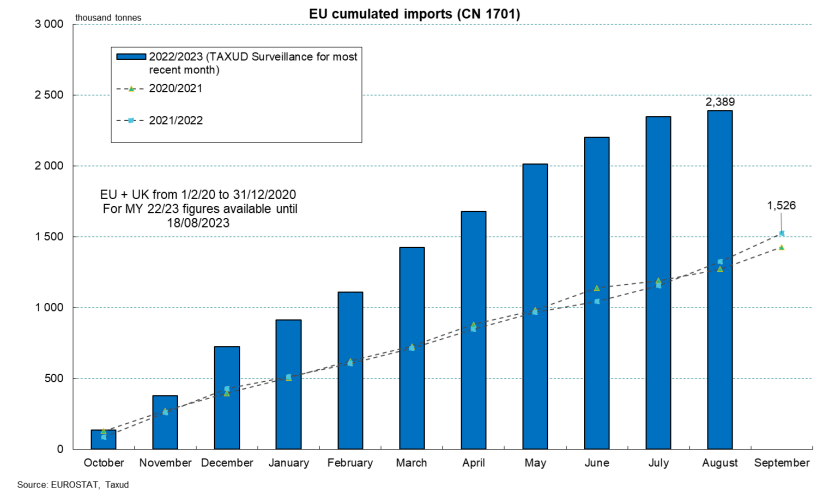 EU cumulated imports (CN 1701)
thousand tonnes
3 000
2 500
2 000
1 500
1 000
500
0
2022/2023 (TAXUD Surveillance for most
recent month)
2020/2021
2021/2022
EU + UK from 1/2/20 to 31/12/2020
For MY 22/23 figures available until
18/08/2023
2,389
1,526
October November December January February March April May June July August September
Source: EUROSTAT, Taxud